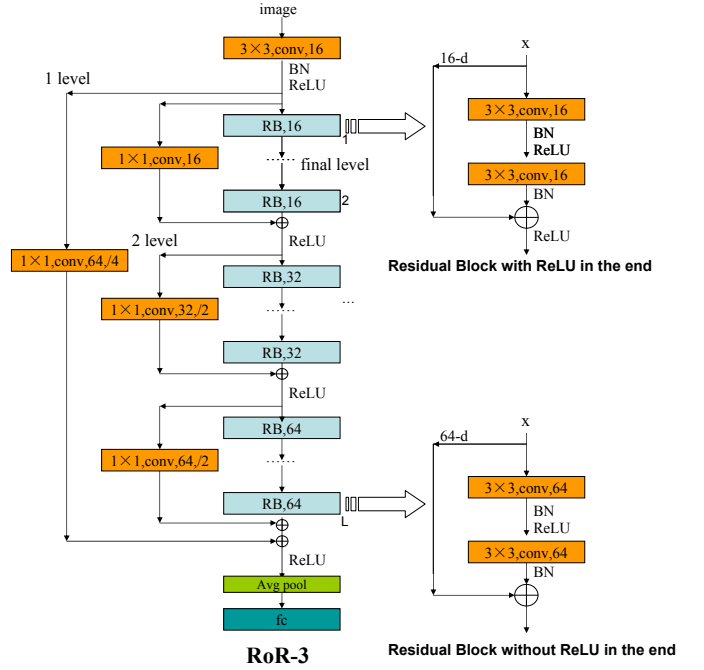 image
3×3,conv,16
BN
ReLU
1 level
RB,16
1
1×1,conv,16
......
final level
RB,16
2
ReLU
2 level
1×1,conv,64,/4
RB,32
1×1,conv,32,/2
......
...
RB,32
ReLU
RB,64
1×1,conv,64,/2
......
RB,64
L
ReLU
Avg pool
fc
RoR-3
x
16-d
3×3,conv,16
BN
ReLU
3×3,conv,16
BN
ReLU
Residual Block with ReLU in the end
x
64-d
3×3,conv,64
BN
ReLU
3×3,conv,64
BN
Residual Block without ReLU in the end